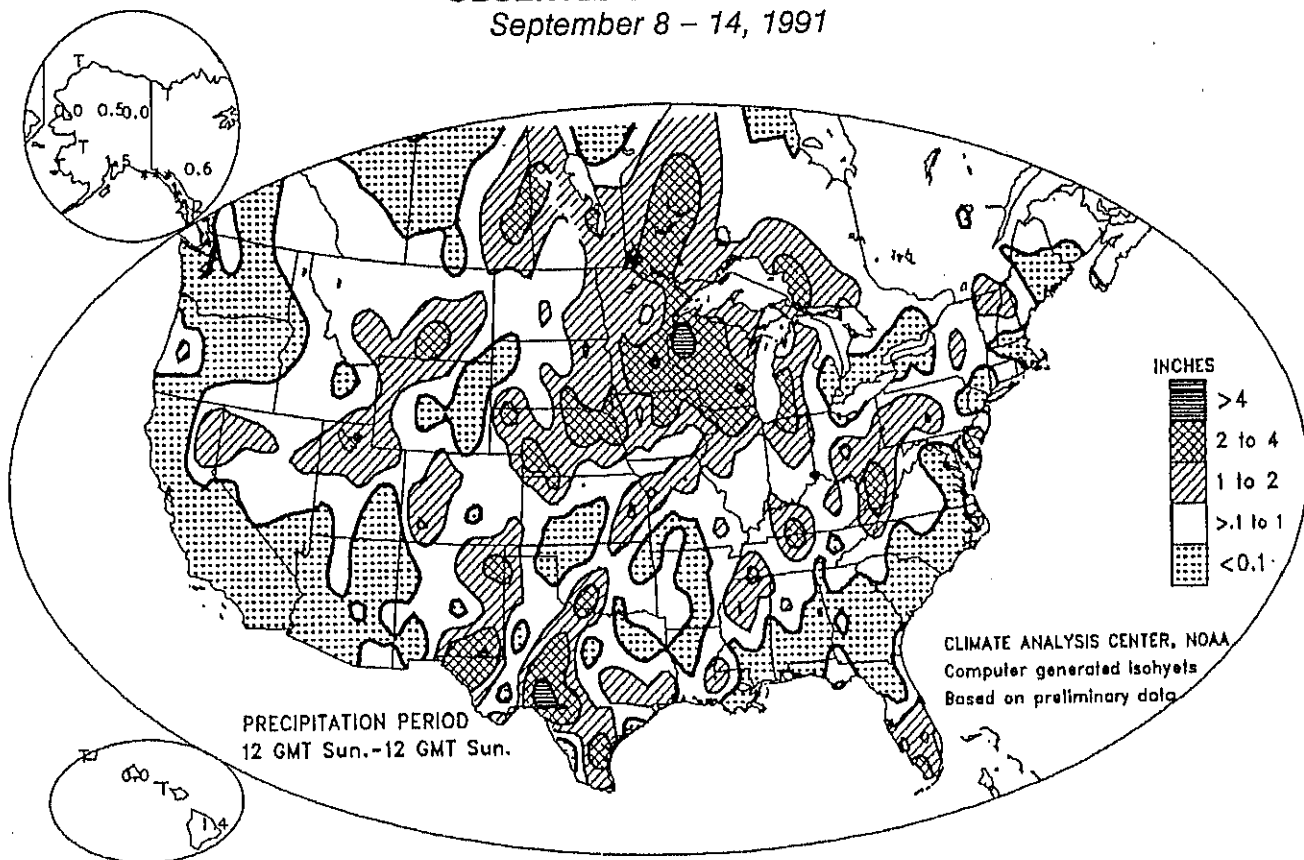 September 8 – 14, 1991
T
0.0 0.50.0
T
0.6
INCHES
>4
2 to 4
1 to 2
>.1 to 1
<0.1
CLIMATE ANALYSIS CENTER, NOAA
Computer generated isohyets
Based on preliminary data
PRECIPITATION PERIOD
12 GMT Sun.-12 GMT Sun.
T
0.0
T
1.4